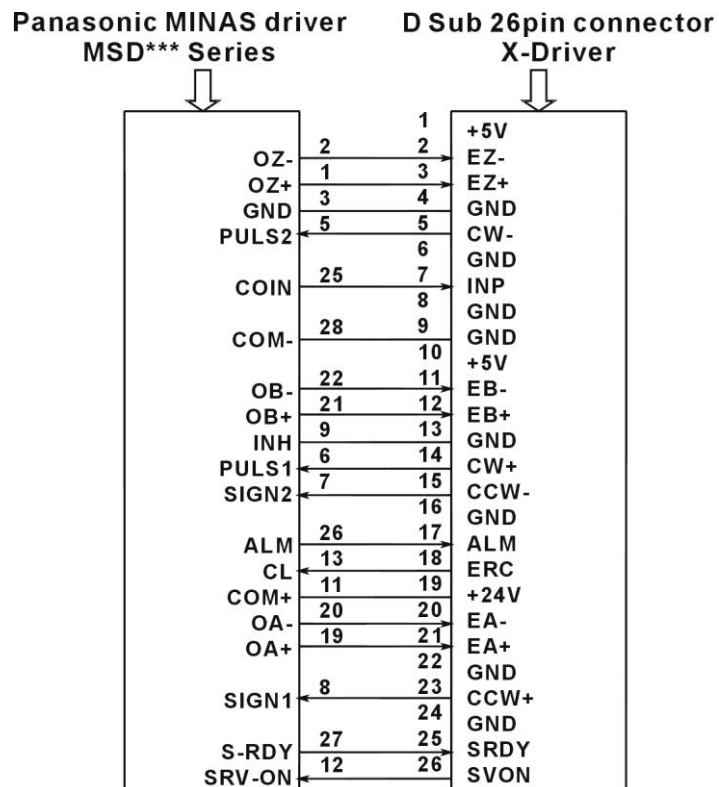 Panasonic MINAS driver D Sub 26pin connector
MSD*** Series X-Driver
1 +5V
OZ- 2 2 EZ-
OZ+ 1 3 EZ+
GND 3 4 GND
PULS2 5 5 CW-
6 GND
COIN 25 7 INP
8 GND
COM- 28 9 GND
10 +5V
OB- 22 11 EB-
OB+ 21 12 EB+
INH 9 13 GND
PULS1 6 14 CW+
SIGN2 7 15 CCW-
16 GND
ALM 26 17 ALM
CL 13 18 ERC
COM+ 11 19 +24V
OA- 20 20 EA-
OA+ 19 21 EA+
22 GND
SIGN1 8 23 CCW+
24 GND
S-RDY 27 25 SRDY
SRV-ON 12 26 SVON